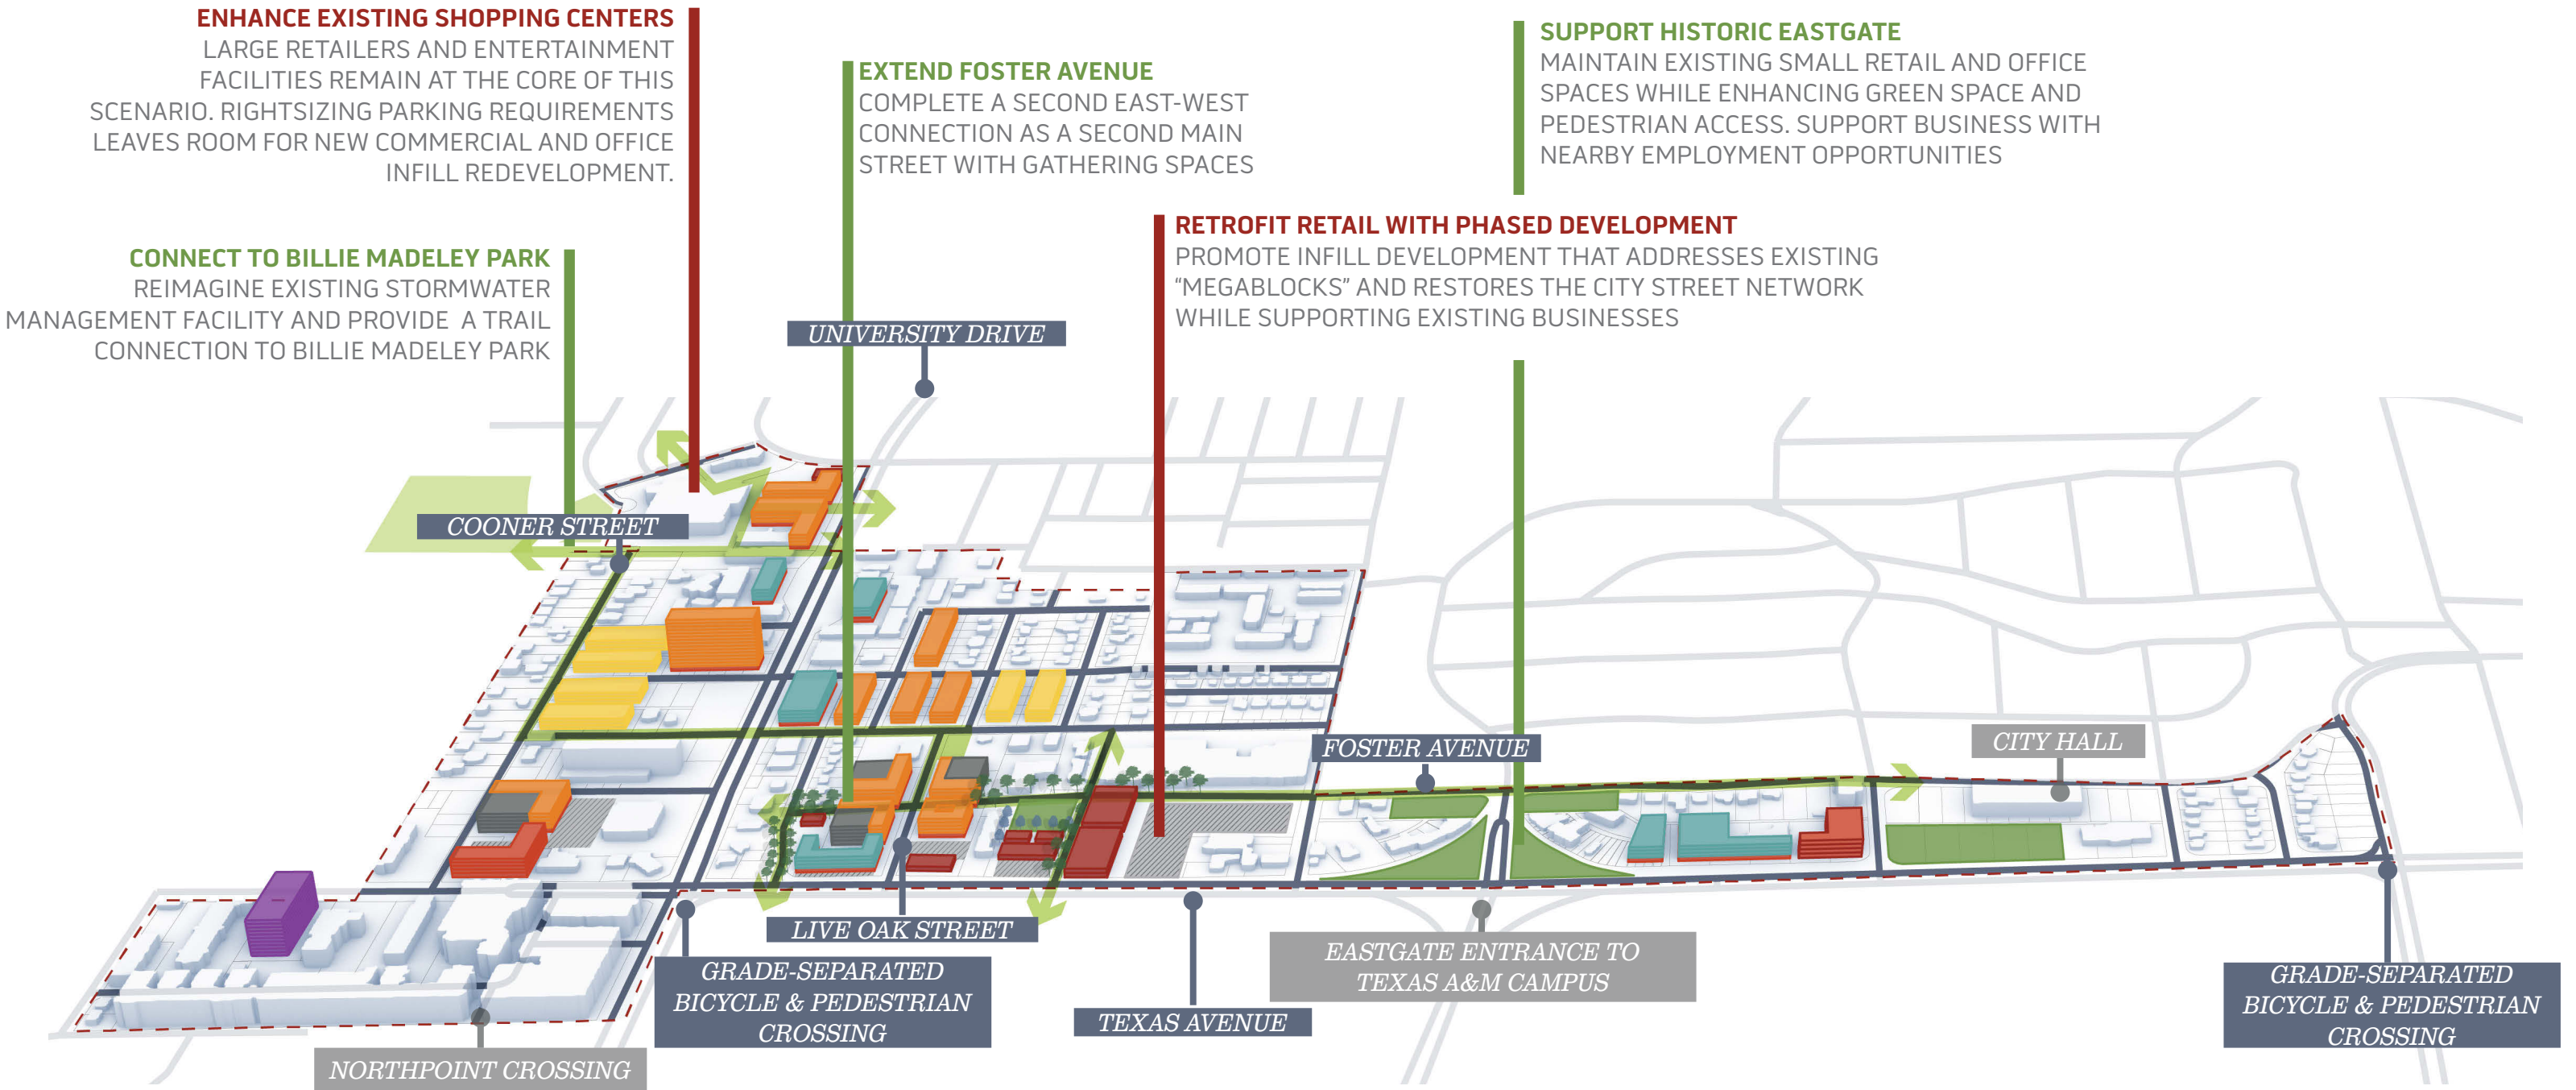 ENHANCE EXISTING SHOPPING CENTERS
LARGE RETAILERS AND ENTERTAINMENT
FACILITIES REMAIN AT THE CORE OF THIS
SCENARIO. RIGHTSIZING PARKING REQUIREMENTS
LEAVES ROOM FOR NEW COMMERCIAL AND OFFICE
INFILL REDEVELOPMENT.
EXTEND FOSTER AVENUE
COMPLETE A SECOND EAST-WEST
CONNECTION AS A SECOND MAIN
STREET WITH GATHERING SPACES
SUPPORT HISTORIC EASTGATE
MAINTAIN EXISTING SMALL RETAIL AND OFFICE
SPACES WHILE ENHANCING GREEN SPACE AND
PEDESTRIAN ACCESS. SUPPORT BUSINESS WITH
NEARBY EMPLOYMENT OPPORTUNITIES
RETROFIT RETAIL WITH PHASED DEVELOPMENT
PROMOTE INFILL DEVELOPMENT THAT ADDRESSES EXISTING
“MEGABLOCKS” AND RESTORES THE CITY STREET NETWORK
WHILE SUPPORTING EXISTING BUSINESSES
CONNECT TO BILLIE MADELEY PARK
REIMAGINE EXISTING STORMWATER
MANAGEMENT FACILITY AND PROVIDE A TRAIL
CONNECTION TO BILLIE MADELEY PARK
UNIVERSITY DRIVE
COONER STREET
FOSTER AVENUE
CITY HALL
LIVE OAK STREET
GRADE-SEPARATED
BICYCLE & PEDESTRIAN
CROSSING
EASTGATE ENTRANCE TO
TEXAS A&M CAMPUS
TEXAS AVENUE
GRADE-SEPARATED
BICYCLE & PEDESTRIAN
CROSSING
NORTHPOINT CROSSING